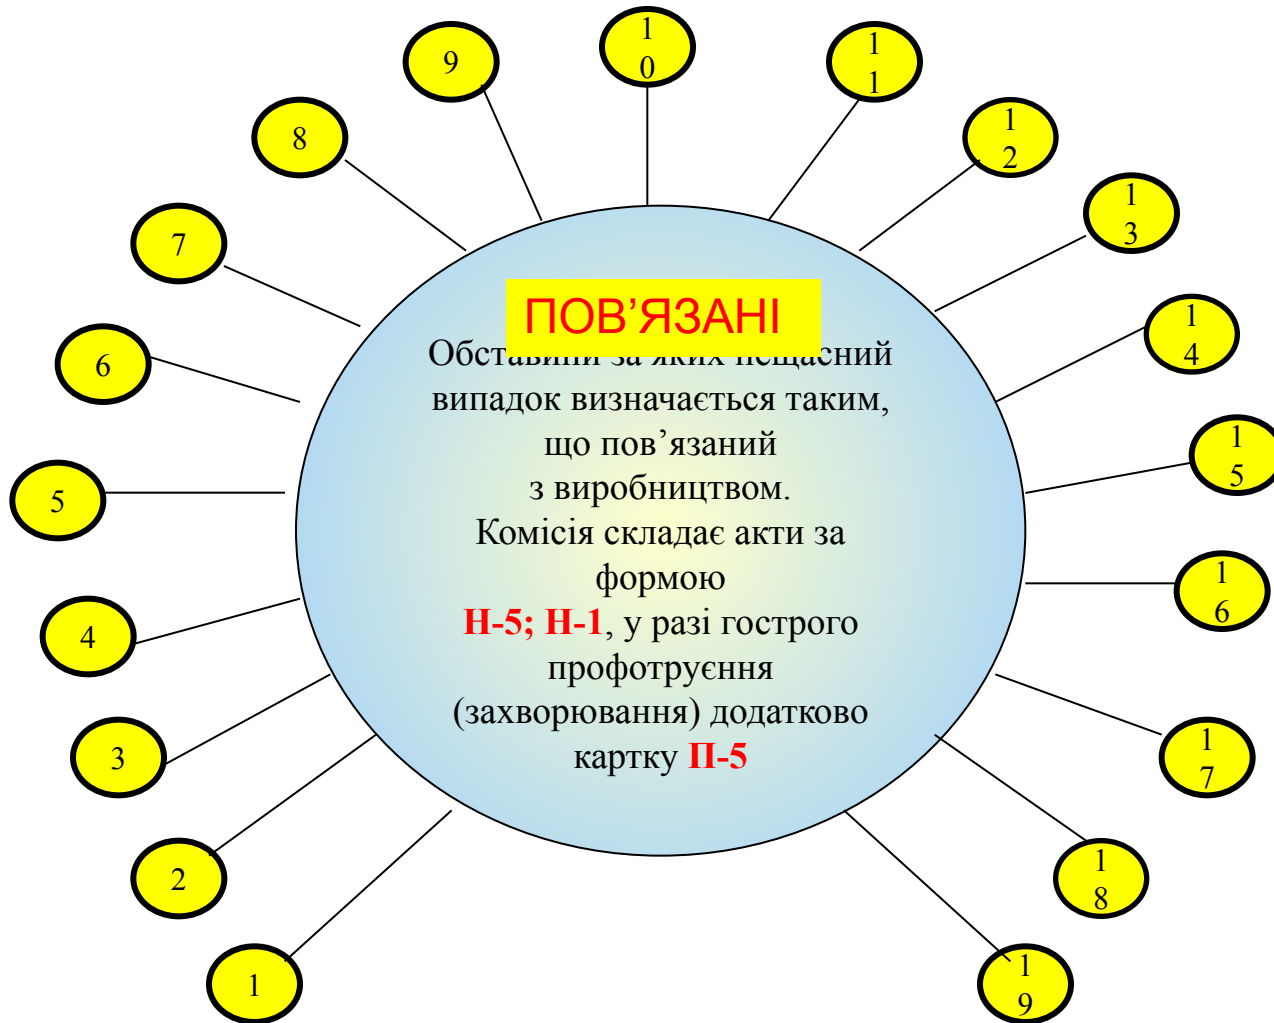 10
9
11
8
12
13
7
14
6
15
5
16
4
3
17
2
18
1
19
ПОВ’ЯЗАНІ
Обставини за яких нещасний
випадок визначається таким,
що пов’язаний
з виробництвом.
Комісія складає акти за
формою
Н-5; Н-1, у разі гострого
профотруєння
(захворювання) додатково
картку П-5